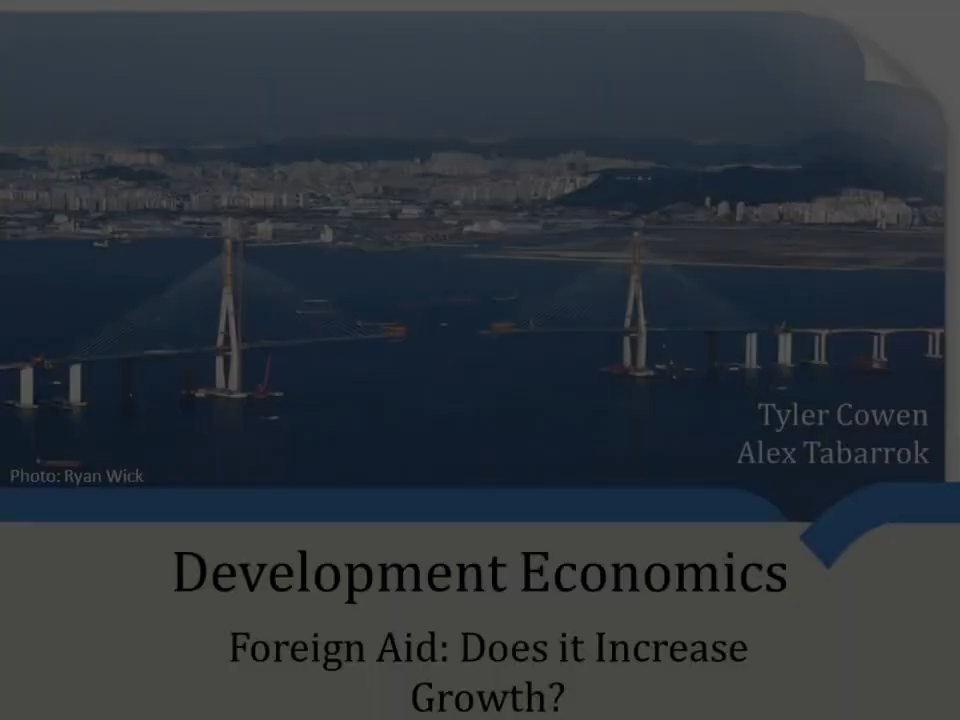 Tyler Cowen
Alex Tabarrok
Photo: Ryan Wick
Development Economics
Foreign Aid: Does it Increase
Growth?